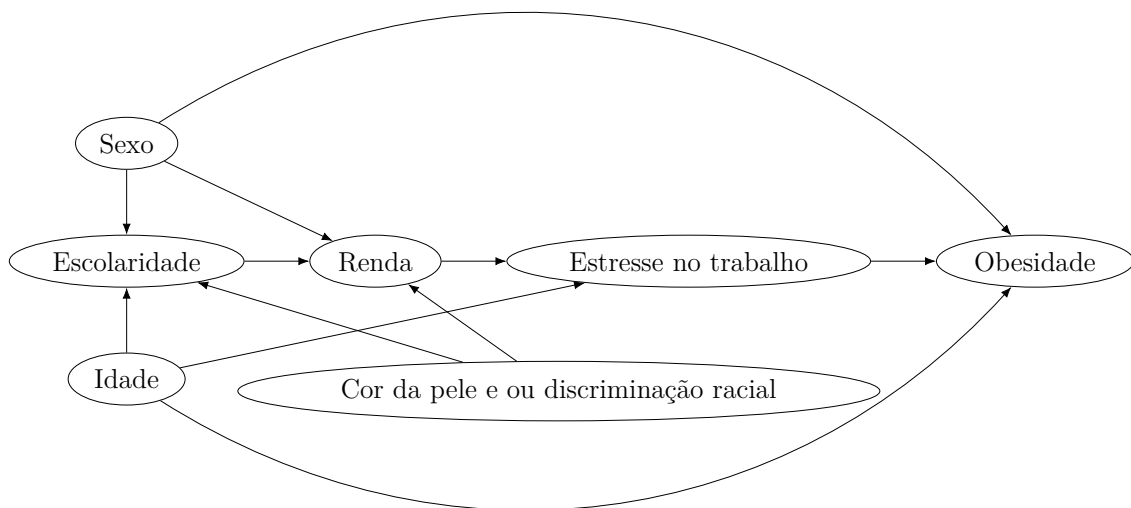 Sexo
Escolaridade
Renda
Estresse no trabalho
Obesidade
Idade
Cor da pele e ou discriminação racial